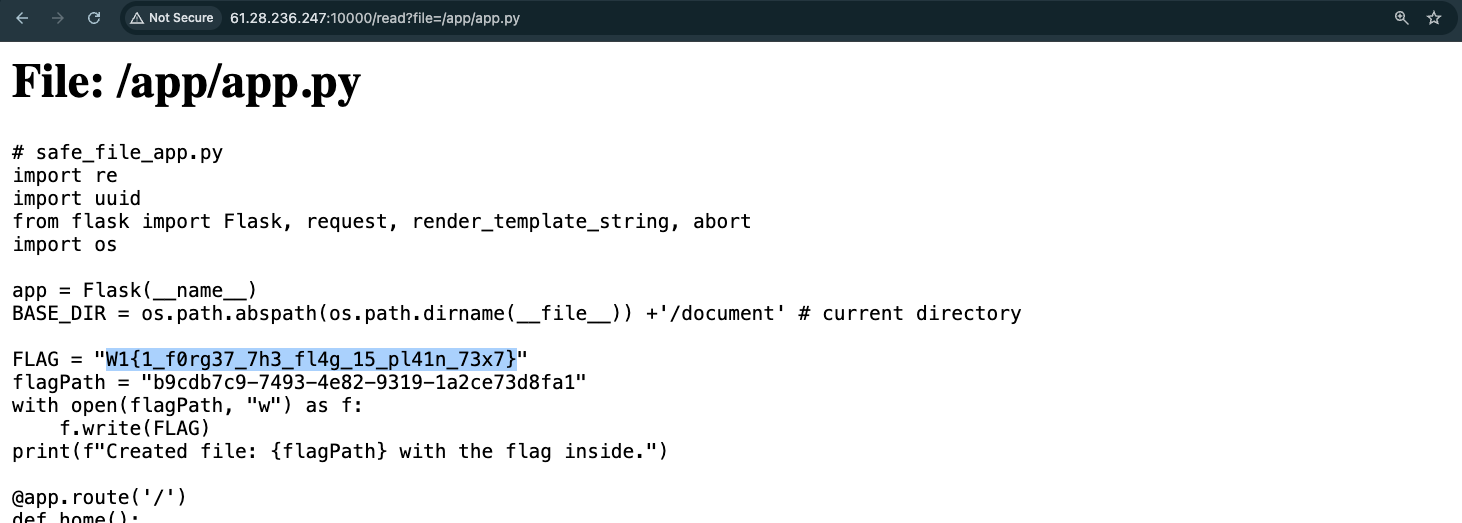 Not Secure 61.28.236.247:10000/read?file=/app/app.py
File: /app/app.py
# safe_file_app.py
import re
import uuid
from flask import Flask, request, render_template_string, abort
import os
app = Flask(__name__)
BASE_DIR = os.path.abspath(os.path.dirname(__file__)) +'/document' # current directory
FLAG = "W1{1_f0rg37_7h3_fl4g_15_pl41n_73x7}"
flagPath = "b9cdb7c9-7493-4e82-9319-1a2ce73d8fa1"
with open(flagPath, "w") as f:
    f.write(FLAG)
print(f"Created file: {flagPath} with the flag inside.")
@app.route('/')
def home():